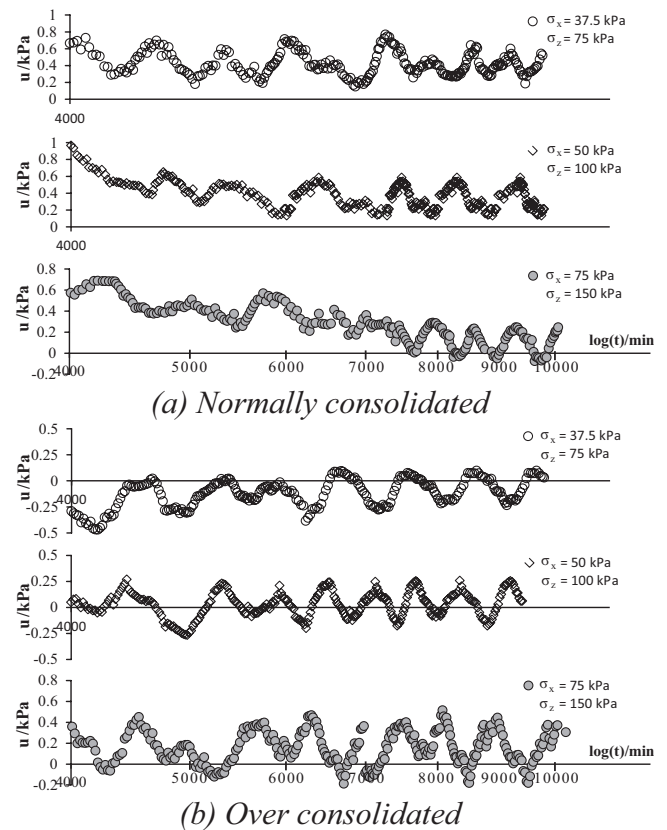 1
0.8
0.6
0.4
0.2
0
u/kPa
4000
σx = 37.5 kPa
σz = 75 kPa
1
0.8
0.6
0.4
0.2
0
u/kPa
4000
σx = 50 kPa
σz = 100 kPa
0.8
0.6
0.4
0.2
0
-0.2
u/kPa
σx = 75 kPa
σz = 150 kPa
log(t)/min
4000 5000 6000 7000 8000 9000 10000
(a) Normally consolidated
0.5
0.25
0
-0.25
-0.5
u/kPa
4000
σx = 37.5 kPa
σz = 75 kPa
0.5
0.25
0
-0.25
-0.5
u/kPa
4000
σx = 50 kPa
σz = 100 kPa
0.8
0.6
0.4
0.2
0
0.2
u/kPa
σx = 75 kPa
σz = 150 kPa
log(t)/min
4000 5000 6000 7000 8000 9000 10000
(b) Over consolidated